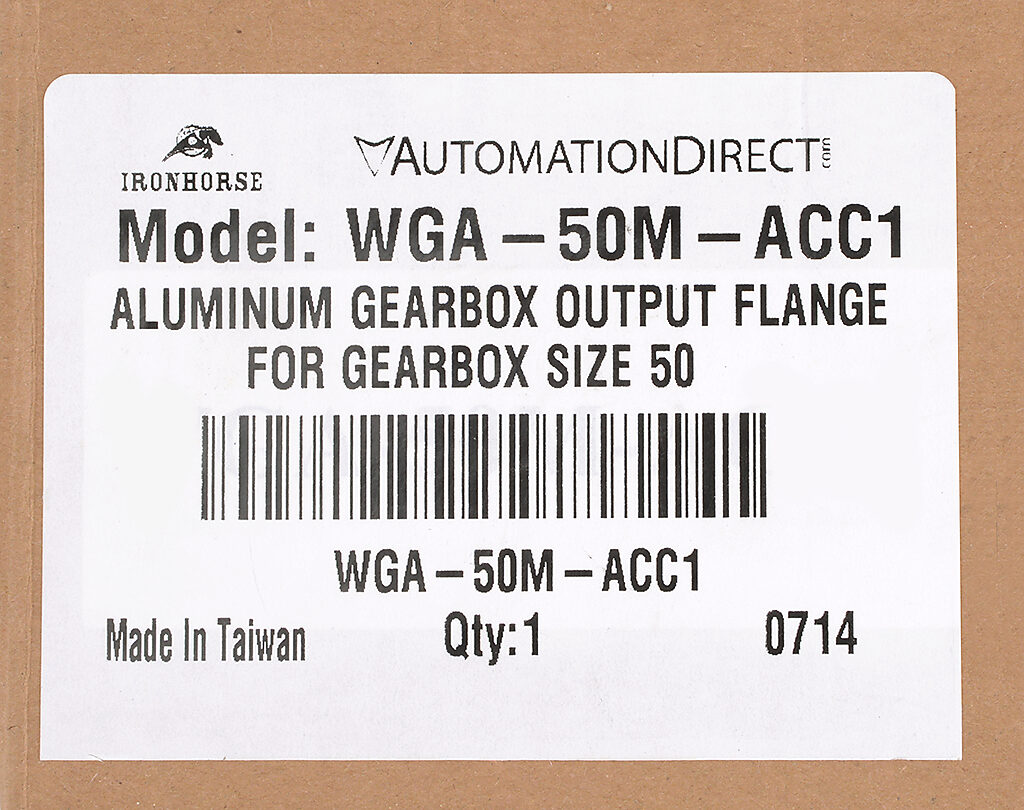 IRONHORSE
AUTOMATIONDIRECT.com
Model: WGA – 50M – ACC1
ALUMINUM GEARBOX OUTPUT FLANGE
FOR GEARBOX SIZE 50
WGA – 50M – ACC1
Made In Taiwan Qty:1 0714